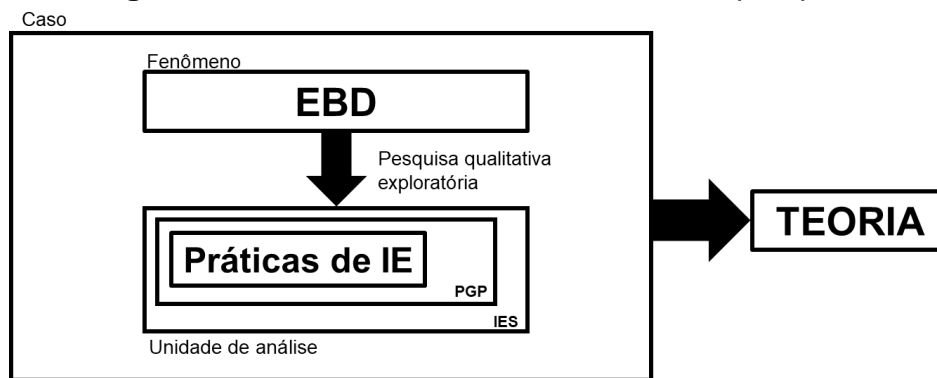 Caso
Fenômeno
EBD
Pesquisa qualitativa
exploratória
TEORIA
Práticas de IE
PGP
IES
Unidade de análise